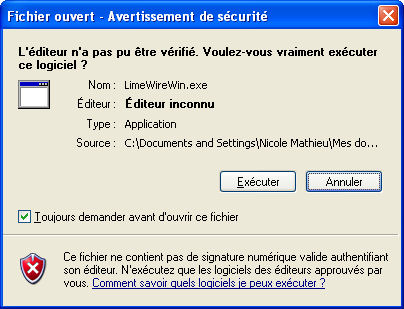 Fichier ouvert - Avertissement de sécurité
L'éditeur n'a pas pu être vérifié. Voulez-vous vraiment exécuter
ce logiciel ?
Nom : LimeWireWin.exe
Éditeur : Éditeur inconnu
Type : Application
Source : C:\Documents and Settings\Nicole Mathieu\Mes do...
Exécuter Annuler
Toujours demander avant d'ouvrir ce fichier
Ce fichier ne contient pas de signature numérique valide authentifiant
son éditeur. N'exécutez que les logiciels des éditeurs approuvés par
vous. Comment savoir quels logiciels je peux exécuter ?